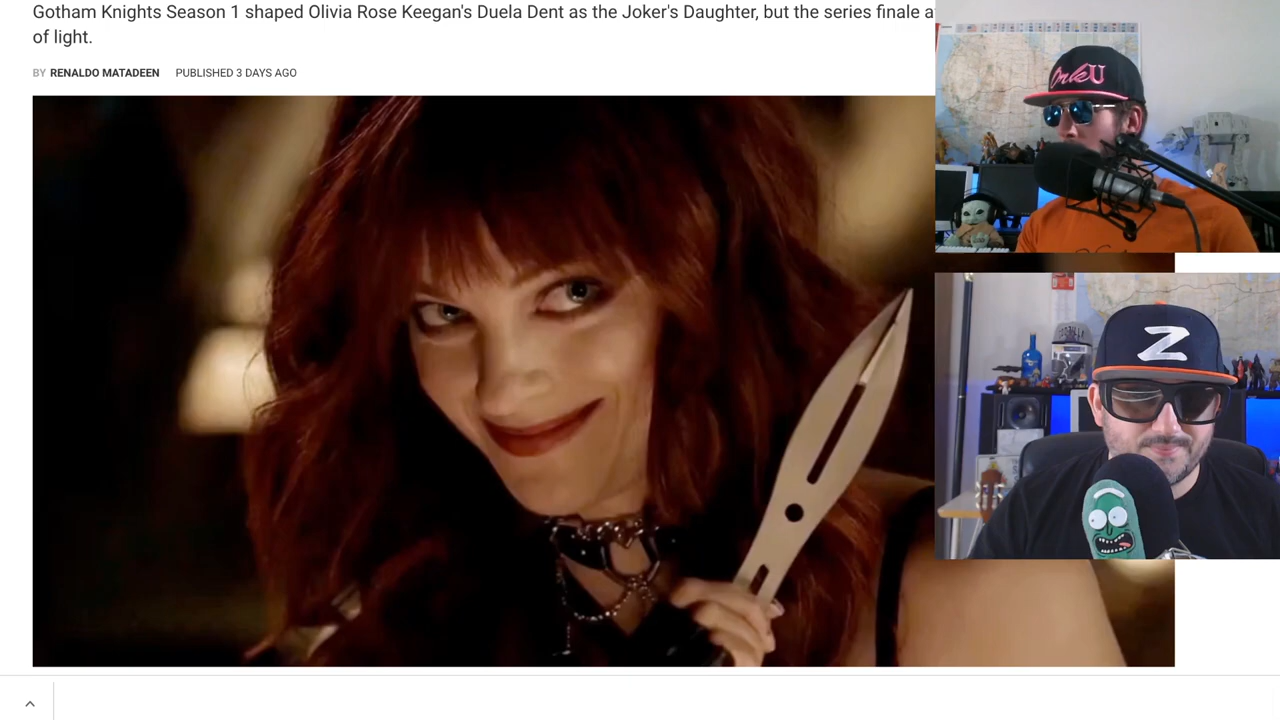 Gotham Knights Season 1 shaped Olivia Rose Keegan's Duela Dent as the Joker's Daughter, but the series finale
of light.
BY RENALDO MATADEEN PUBLISHED 3 DAYS AGO
Z